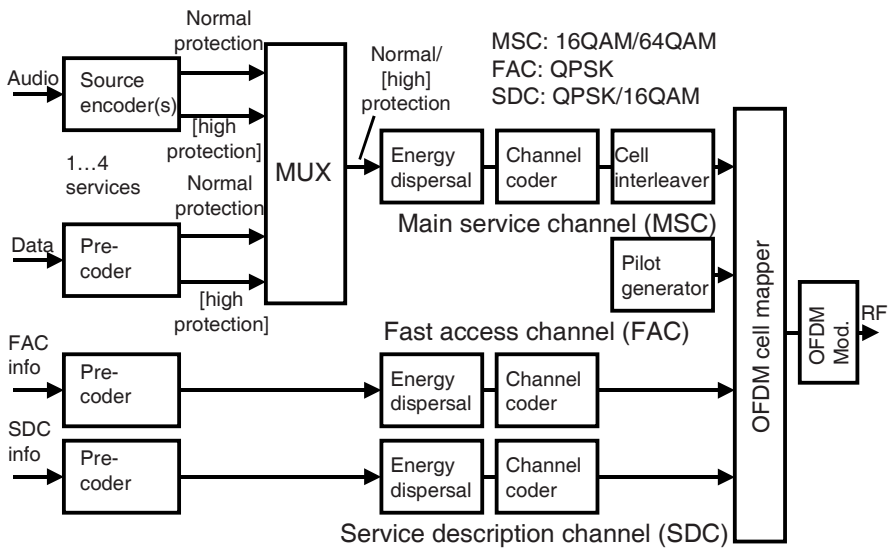 Normal
protection
Audio
Source
encoder(s)
[high
protection]
1…4
services
Normal
protection
Data
Pre-
coder
[high
protection]
MUX
Normal/
[high]
protection
MSC: 16QAM/64QAM
FAC: QPSK
SDC: QPSK/16QAM
Energy
dispersal
Channel
coder
Cell
interleaver
Main service channel (MSC)
Pilot
generator
Fast access channel (FAC)
FAC
info
Pre-
coder
Energy
dispersal
Channel
coder
SDC
info
Pre-
coder
Energy
dispersal
Channel
coder
Service description channel (SDC)
OFDM cell mapper
OFDM
Mod.
RF